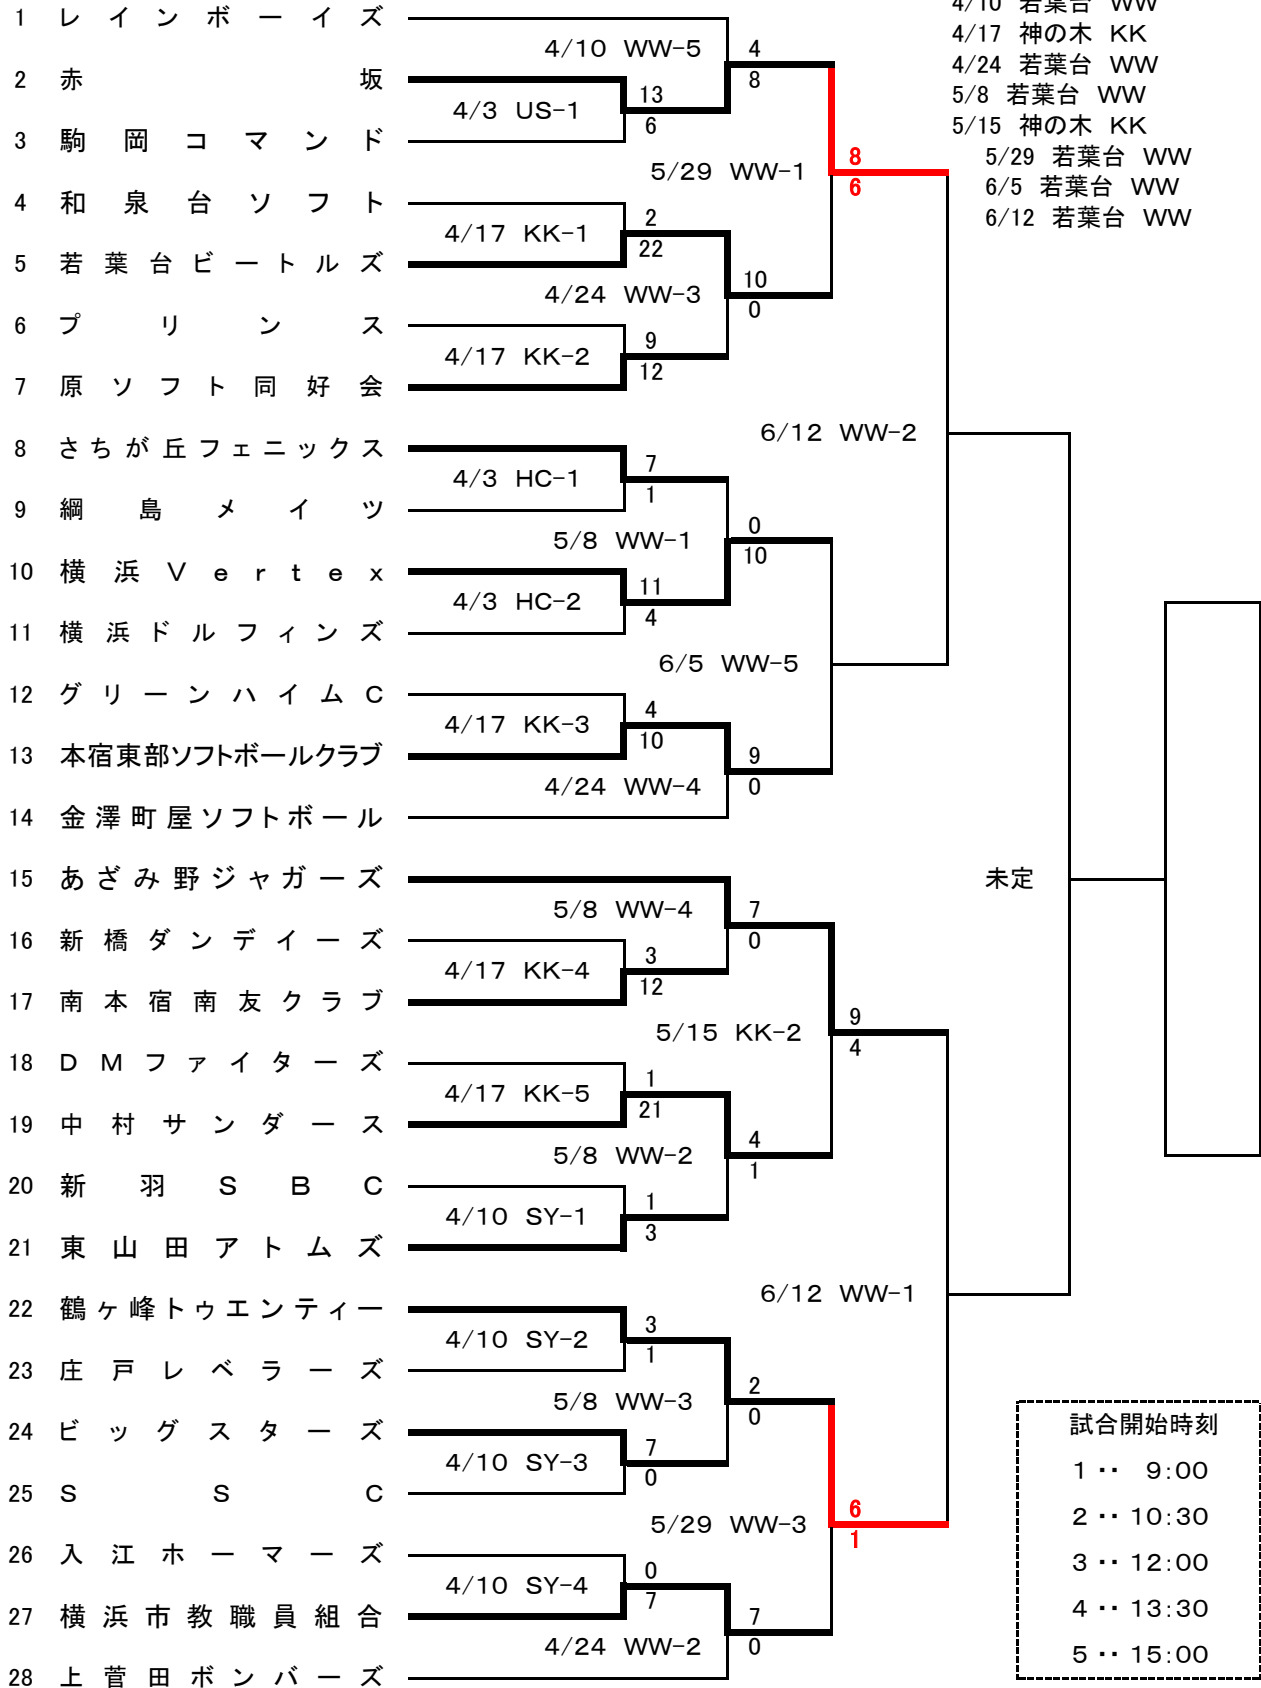 4/10 若葉台 WW
1 レインボーイズ
4/17 神の木 KK
4/10 WW-5
4
4/24 若葉台 WW
2 赤坂
8
5/8 若葉台 WW
13
4/3 US-1
6
5/15 神の木 KK
3 駒岡コマンド
5/29 若葉台 WW
8
5/29 WW-1
6
6/5 若葉台 WW
4 和泉台ソフト
6/12 若葉台 WW
2
4/17 KK-1
22
5 若葉台ビートルズ
10
4/24 WW-3
0
6 プリンス
9
4/17 KK-2
12
7 原ソフト同好会
6/12 WW-2
8 さちが丘フェニックス
7
4/3 HC-1
1
9 綱島メイツ
0
5/8 WW-1
10
10 横浜Vertex
11
4/3 HC-2
4
11 横浜ドルフィンズ
6/5 WW-5
12 グリーンハイムC
4
4/17 KK-3
10
13 本宿東部ソフトボールクラブ
9
4/24 WW-4
0
14 金澤町屋ソフトボール
15 あざみ野ジャガーズ
未定
5/8 WW-4
7
0
16 新橋ダンデイーズ
3
4/17 KK-4
12
17 南本宿南友クラブ
9
5/15 KK-2
4
18 DMファイターズ
1
4/17 KK-5
21
19 中村サンダース
4
5/8 WW-2
1
20 新羽SBC
1
4/10 SY-1
3
21 東山田アトムズ
6/12 WW-1
22 鶴ヶ峰トゥエンティー
3
4/10 SY-2
1
23 庄戸レベラーズ
2
5/8 WW-3
0
24 ビッグスターズ
7
4/10 SY-3
0
25 SSC
6
5/29 WW-3
1
26 入江ホーマーズ
0
4/10 SY-4
7
27 横浜市教職員組合
7
4/24 WW-2
0
28 上菅田ボンバーズ
試合開始時刻
1 ‥ 9:00
2 ‥ 10:30
3 ‥ 12:00
4 ‥ 13:30
5 ‥ 15:00